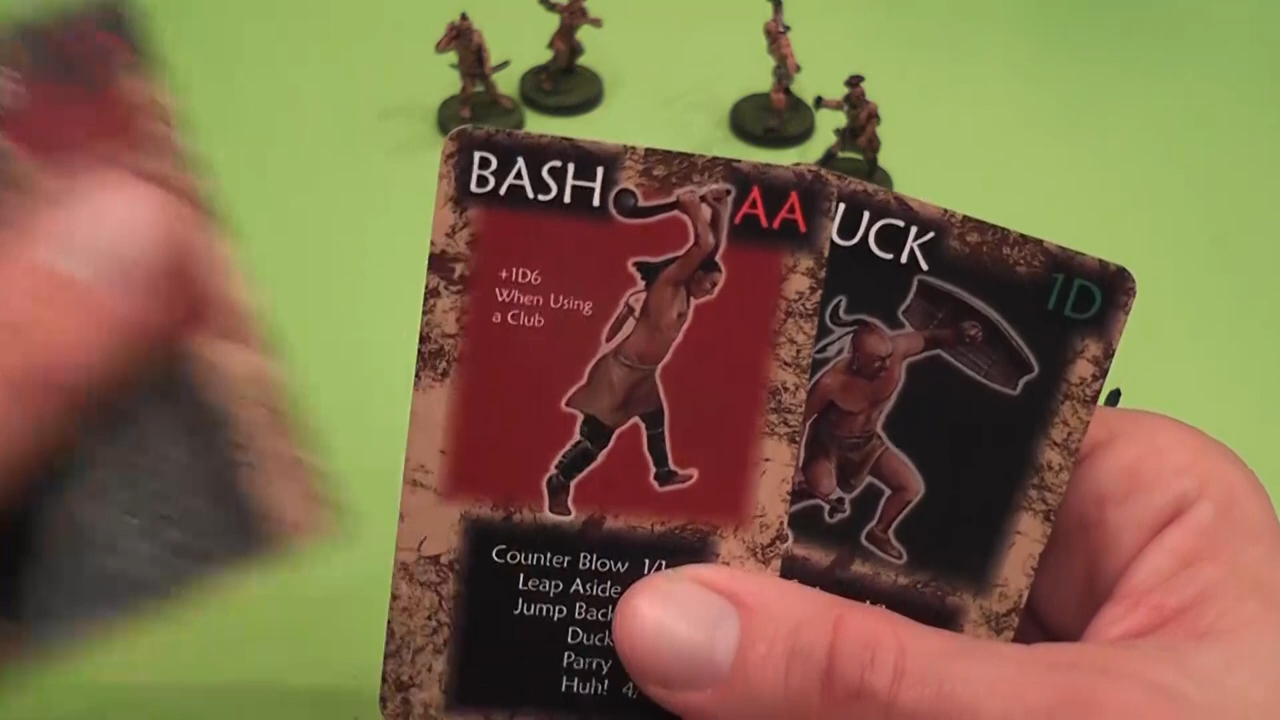 BASH AA
+1D6
When Using
a Club
Counter Blow
Leap Aside
Jump Back
Duck
Parry
Huh!
UCK
1D